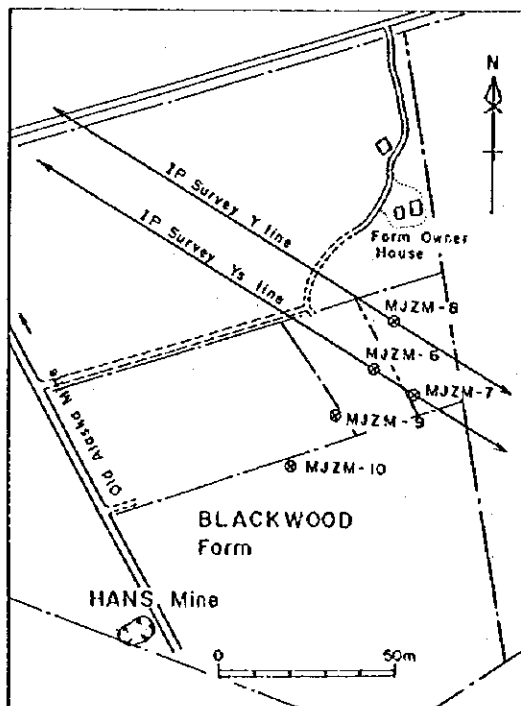 N
IP Survey Y line
IP Survey Ys line
Form Owner
House
MJZM-8
MJZM-6
MJZM-7
MJZM-9
MJZM-10
Old Alaska Mine
BLACKWOOD
Form
HANS Mine
0 50m